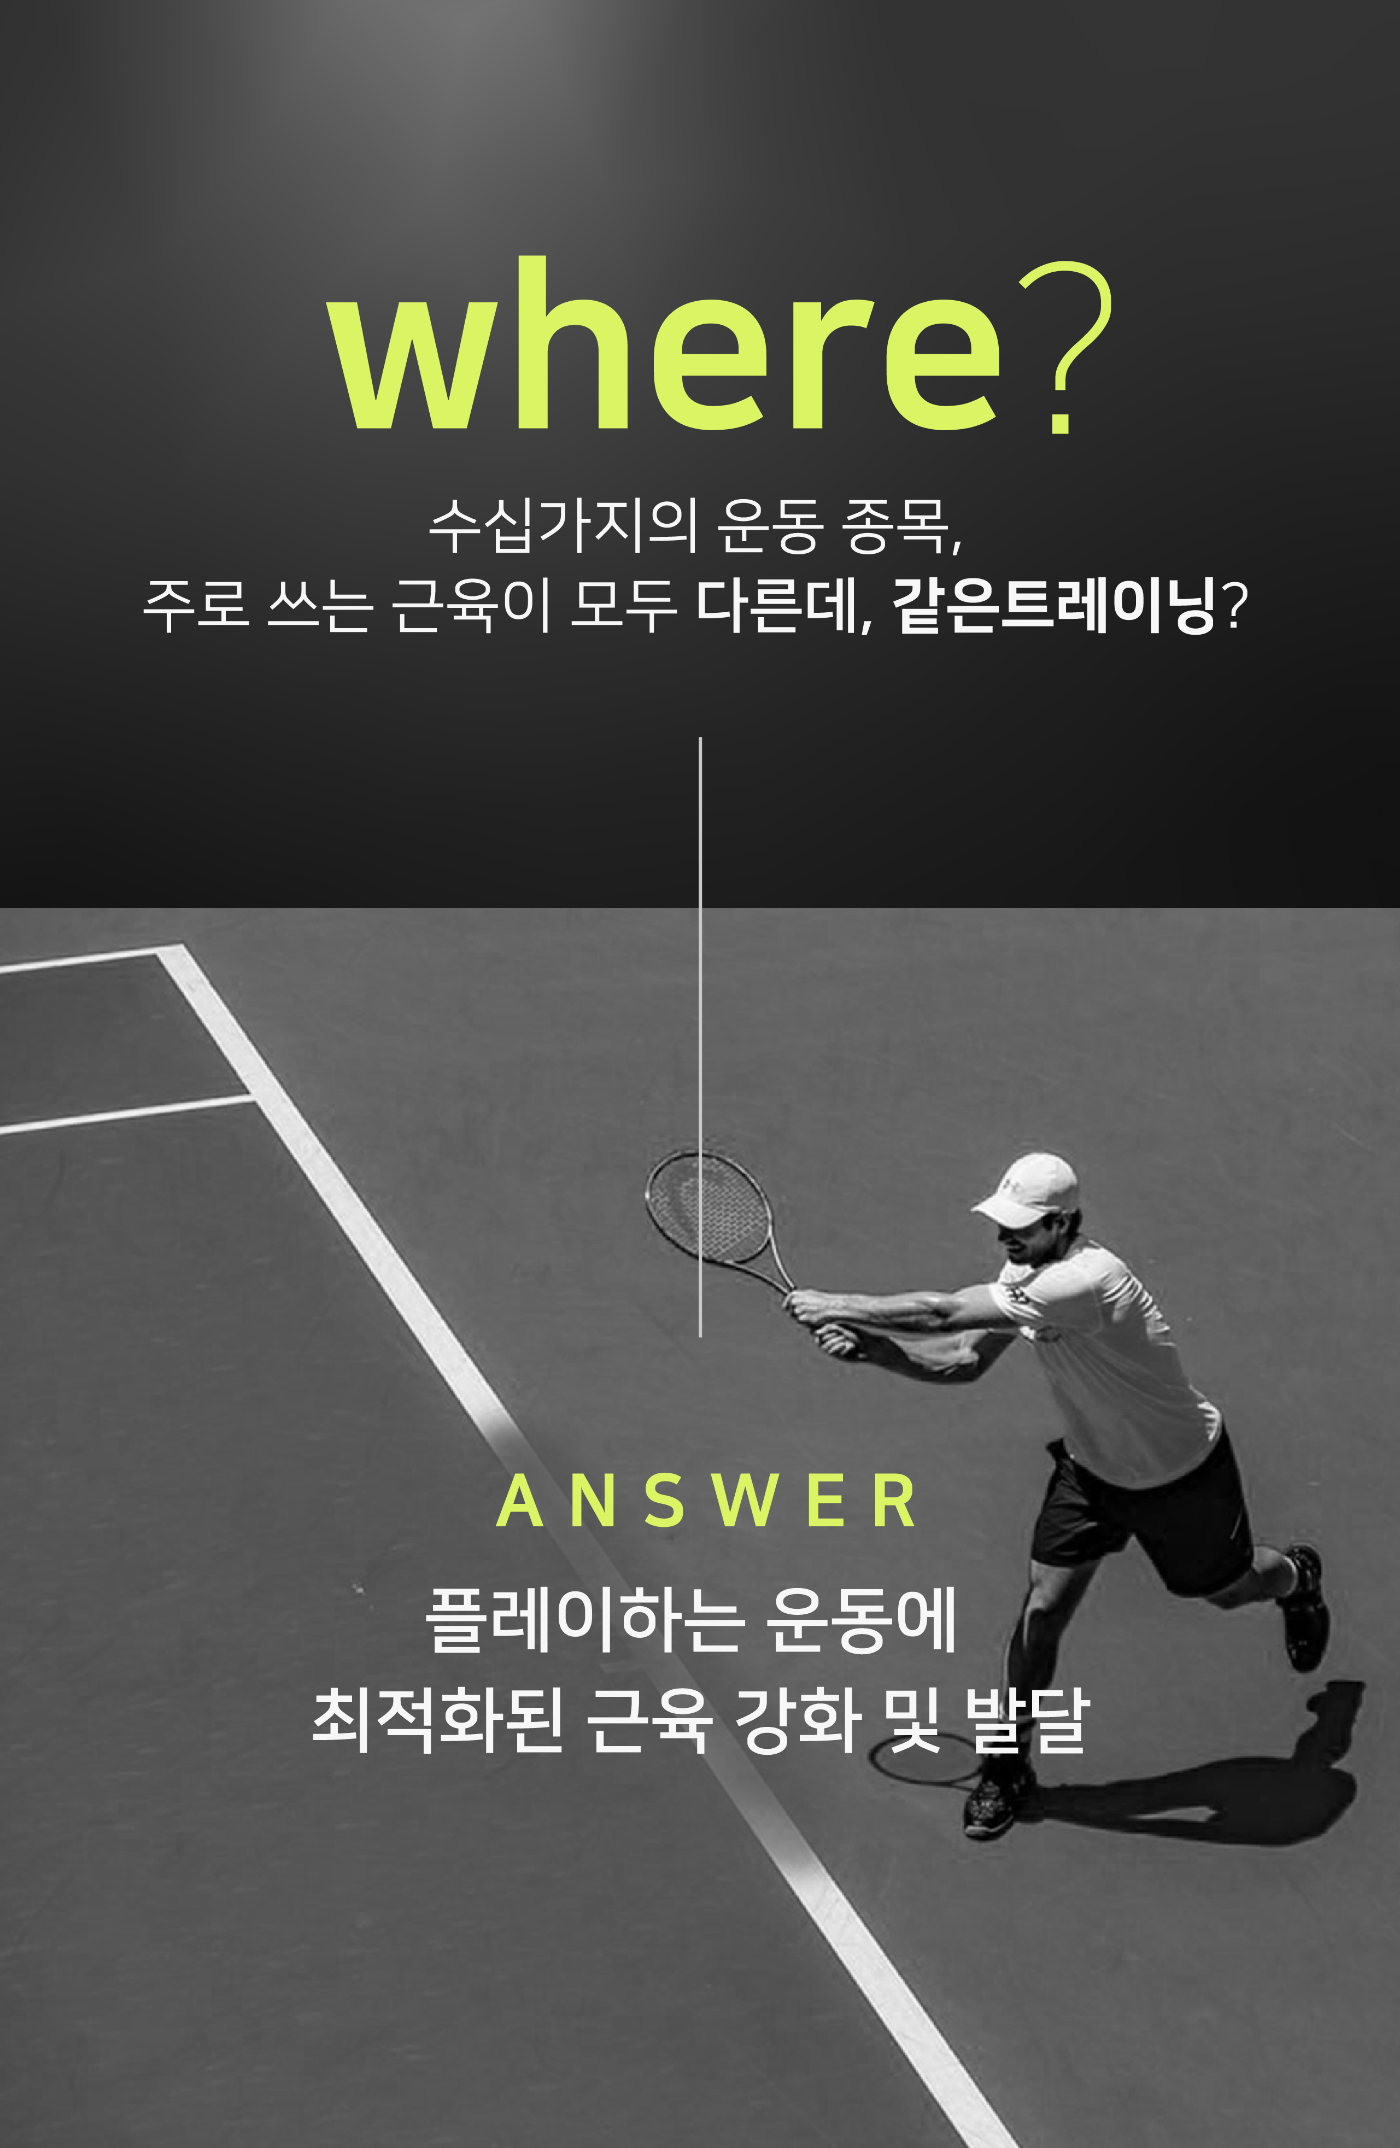 where?
수십가지의 운동 종목,
주로 쓰는 근육이 모두 다른데, 같은트레이닝?
ANSWER
플레이하는 운동에
최적화된 근육 강화 및 발달